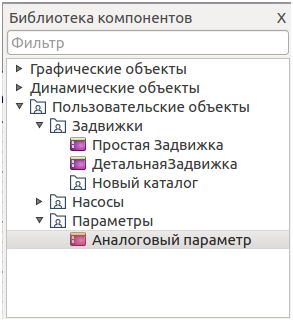 Библиотека компонентов X
Фильтр
Графические объекты
Динамические объекты
Пользовательские объекты
Задвижки
Простая Задвижка
ДетальнаяЗадвижка
Новый каталог
Насосы
Параметры
Аналоговый параметр